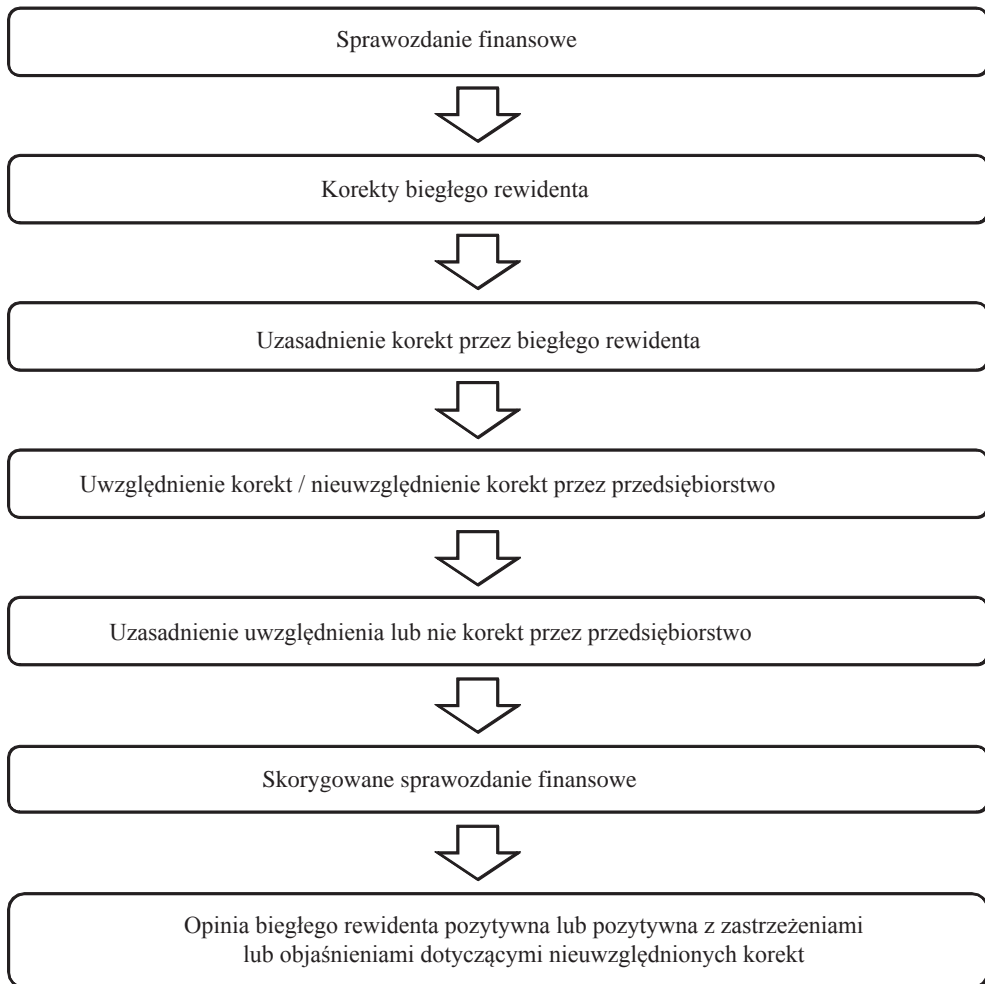 Sprawozdanie finansowe
Korekty biegłego rewidenta
Uzasadnienie korekt przez biegłego rewidenta
Uwzględnienie korekt / nieuwzględnienie korekt przez przedsiębiorstwo
Uzasadnienie uwzględnienia lub nie korekt przez przedsiębiorstwo
Skorygowane sprawozdanie finansowe
Opinia biegłego rewidenta pozytywna lub pozytywna z zastrzeżeniami
lub objaśnieniami dotyczącymi nieuwzględnionych korekt